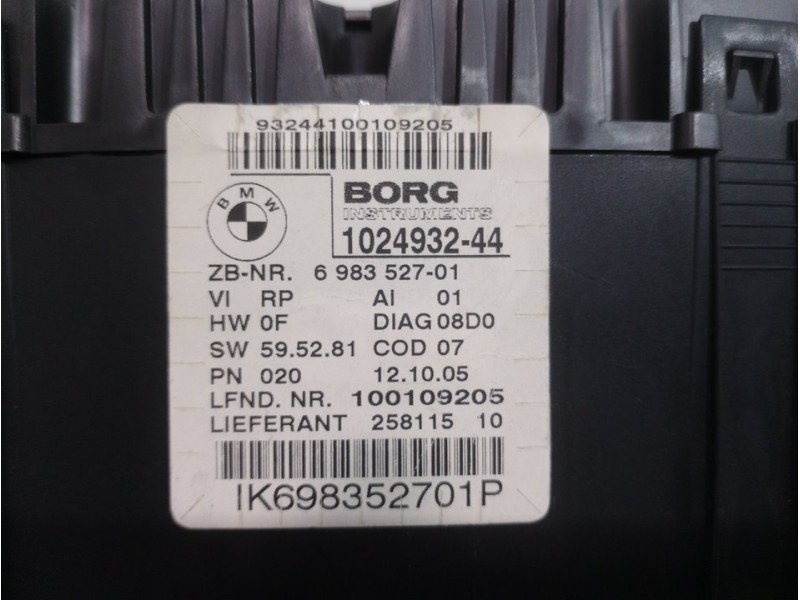 93244100109205
BMW
BORG
INSTRUMENTS
1024932-44
ZB-NR. 6 983 527-01
VI RP AI 01
HW 0F DIAG 08D0
SW 59.52.81 COD 07
PN 020 12.10.05
LFND. NR. 100109205
LIEFERANT 258115 10
IK698352701P